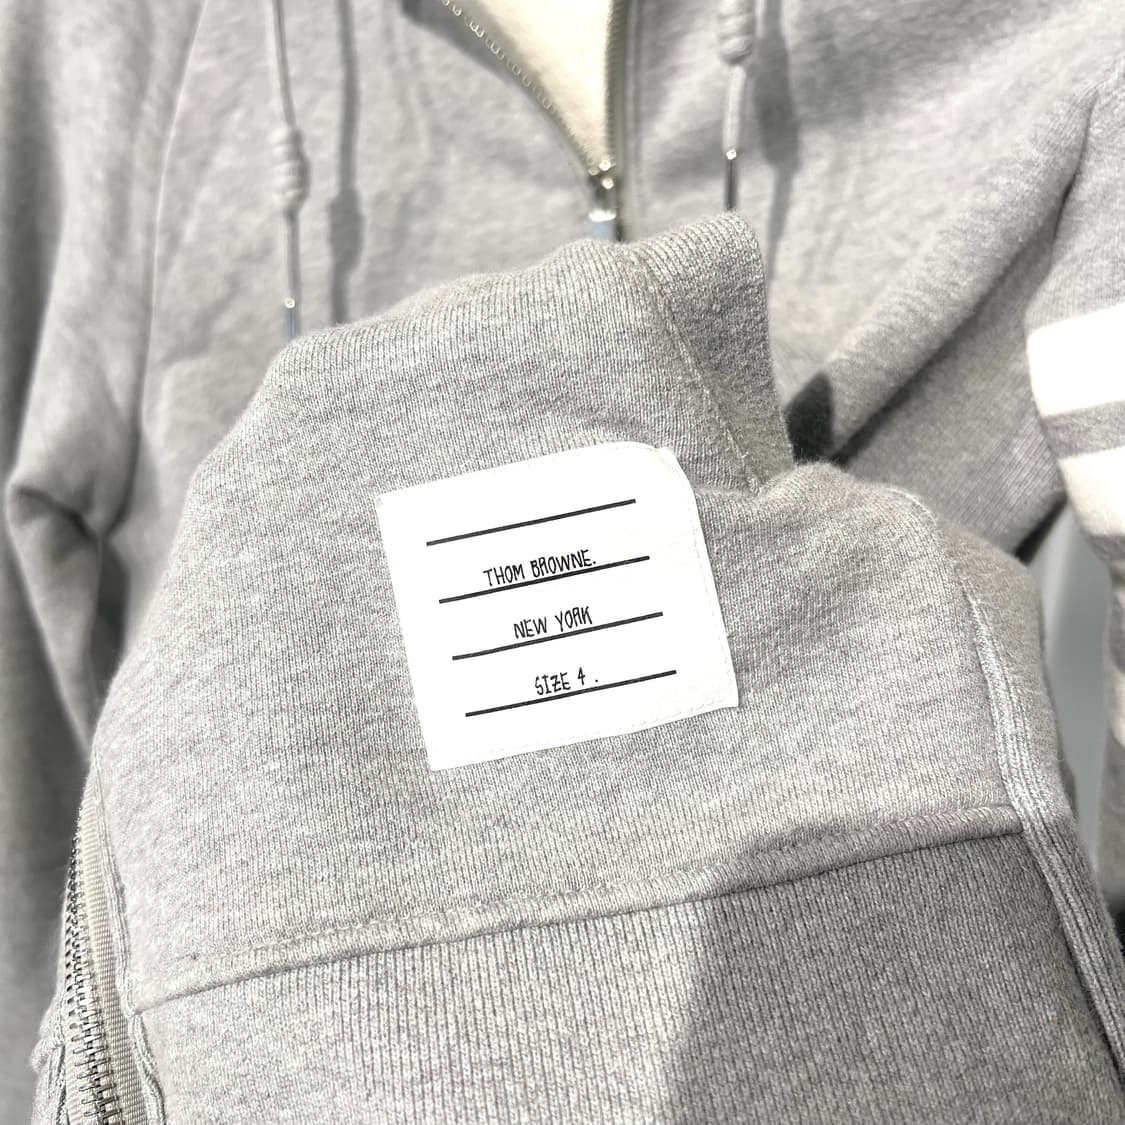 THOM BROWNE.
NEW YORK
SIZE 4 .